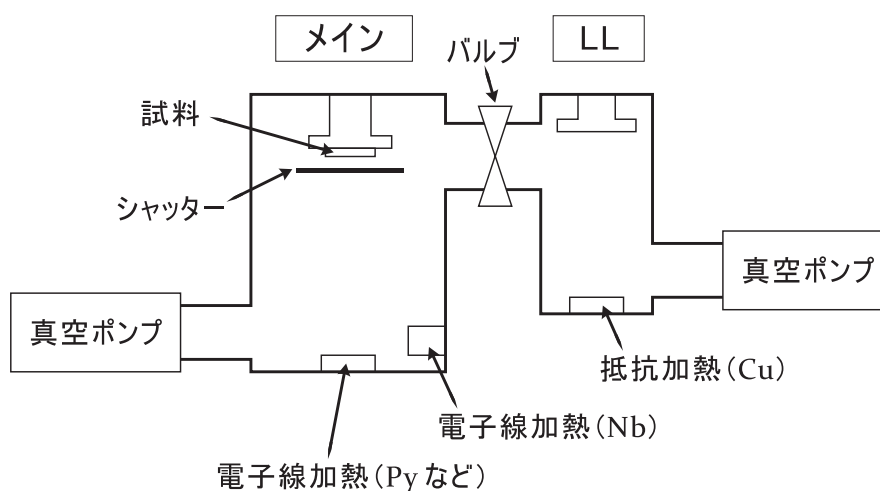 メイン
LL
バルブ
試料
シャッター
真空ポンプ
真空ポンプ
抵抗加熱(Cu)
電子線加熱(Nb)
電子線加熱(Pyなど)